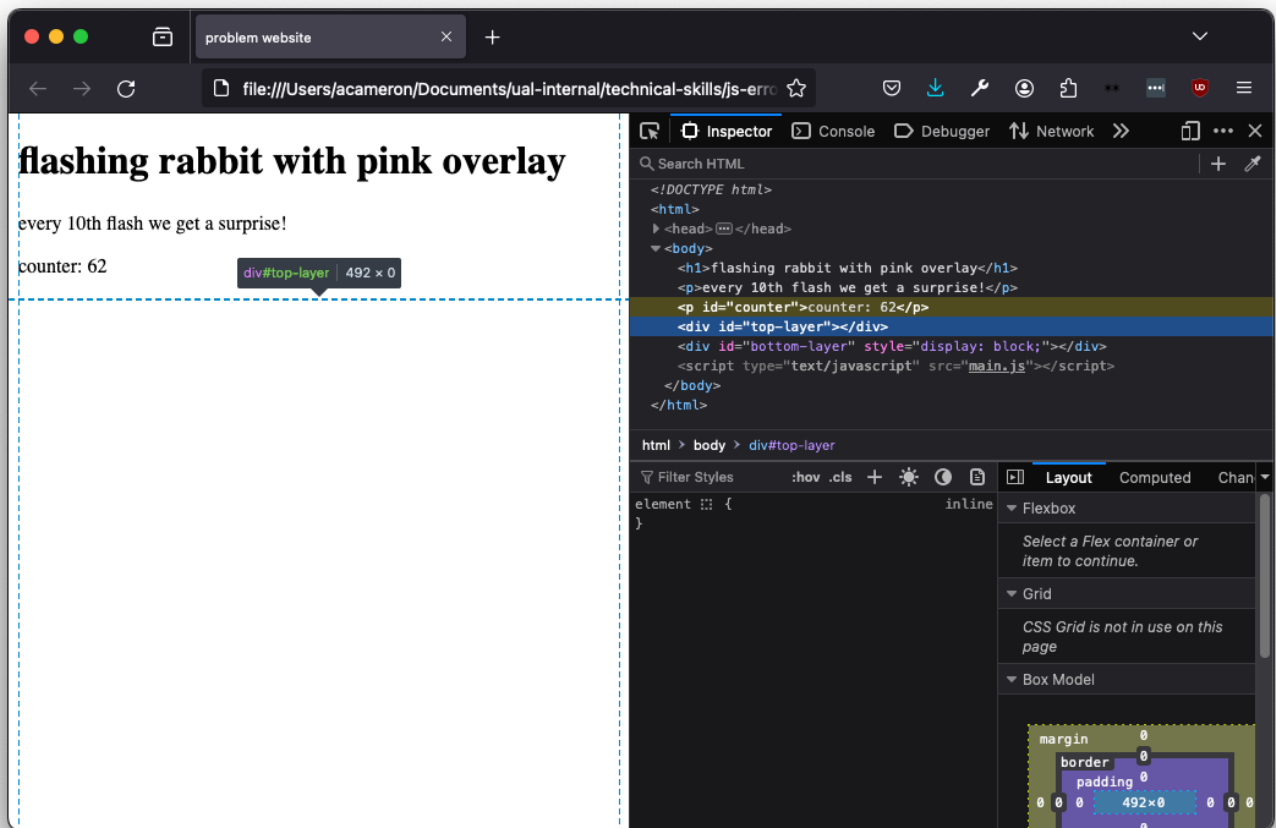 problem website
file:///Users/acameron/Documents/ual-internal/technical-skills/js-erro
flashing rabbit with pink overlay
every 10th flash we get a surprise!
counter: 62
div#top-layer 492 × 0
Inspector Console Debugger Network
Search HTML
<!DOCTYPE html>
<html>
<head></head>
<body>
<h1>flashing rabbit with pink overlay</h1>
<p>every 10th flash we get a surprise!</p>
<p id="counter">counter: 62</p>
<div id="top-layer"></div>
<div id="bottom-layer" style="display: block;"></div>
<script type="text/javascript" src="main.js"></script>
</body>
</html>
html > body > div#top-layer
Filter Styles :hov .cls
element { inline
}
Layout Computed Chan
Flexbox
Select a Flex container or
item to continue.
Grid
CSS Grid is not in use on this
page
Box Model
margin 0
border 0
padding 0
0 0 0 492×0 0 0 0
0